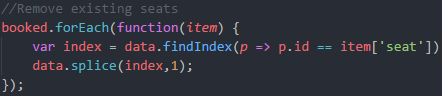 //Remove existing seats
booked.forEach(function(item) {
    var index = data.findIndex(p => p.id == item['seat'])
    data.splice(index,1);
});